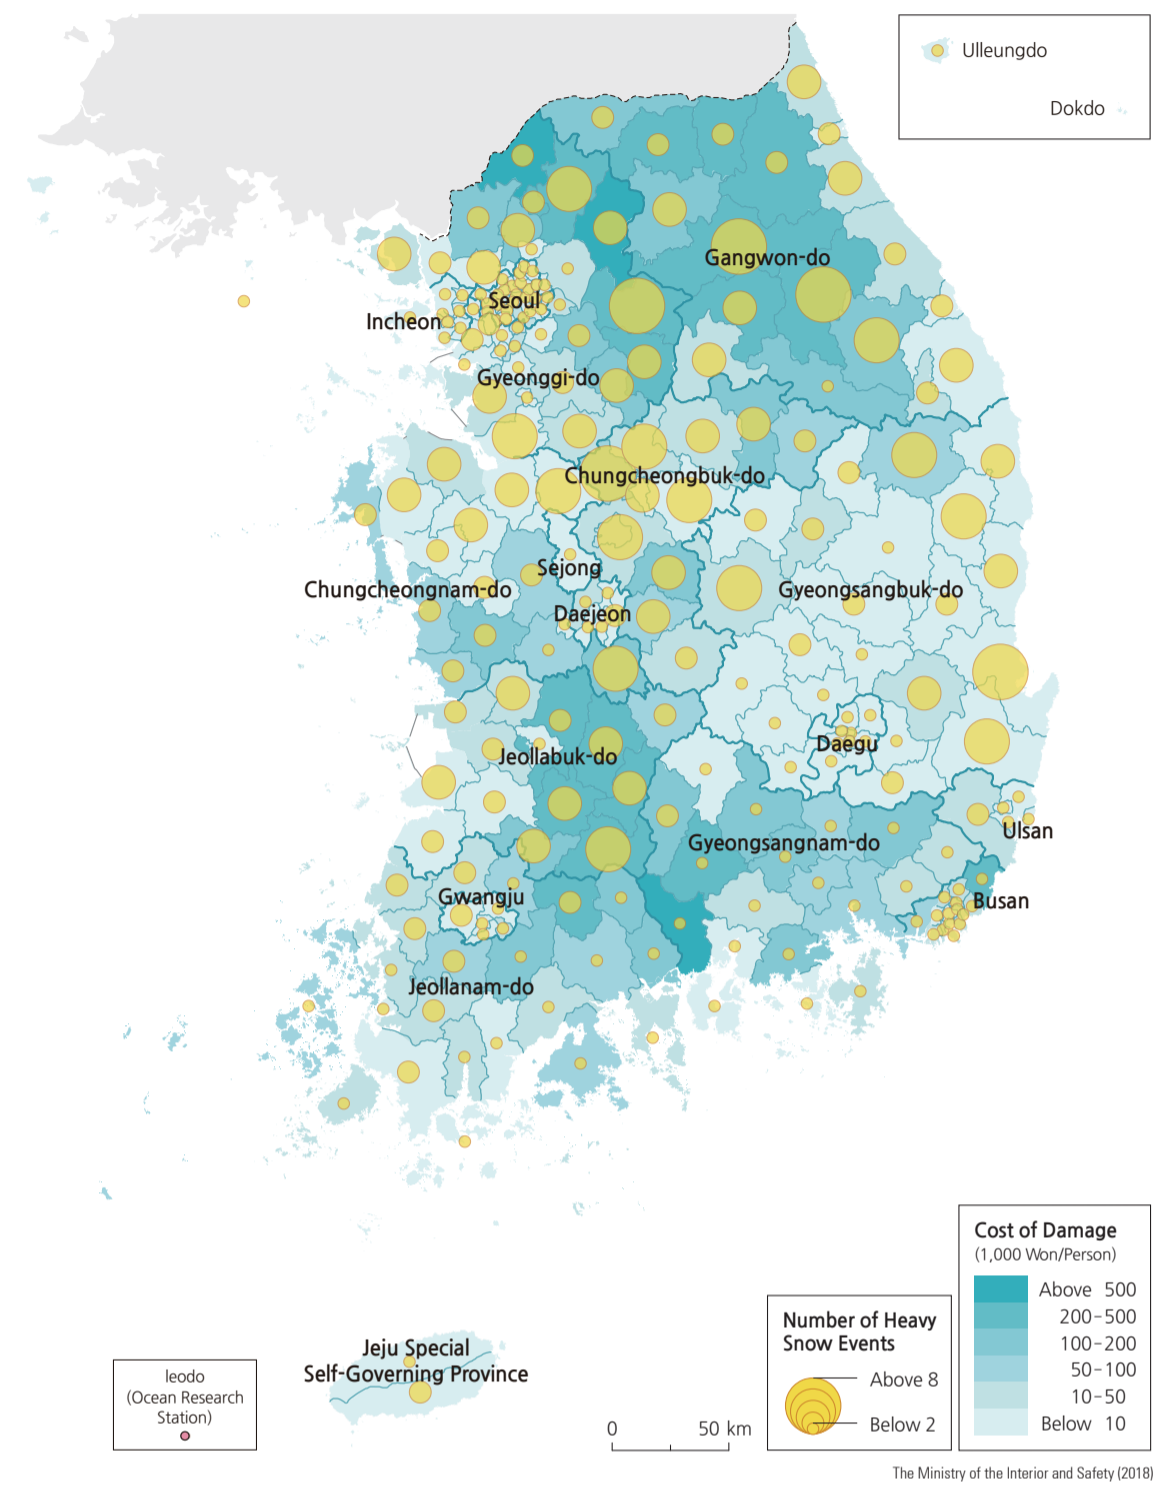 Ulleungdo
Dokdo
Gangwon-do
Seoul
Incheon
Gyeonggi-do
Chungcheongbuk-do
Sejong
Chungcheongnam-do
Gyeongsangbuk-do
Daejeon
Daegu
Jeollabuk-do
Ulsan
Gyeongsangnam-do
Gwangju
Busan
Jeollanam-do
Jeju Special
Self-Governing Province
Ieodo
(Ocean Research
Station)
0 50 km
Number of Heavy
Snow Events
Above 8
Below 2
Cost of Damage
(1,000 Won/Person)
Above 500
200-500
100-200
50-100
10-50
Below 10
The Ministry of the Interior and Safety (2018)